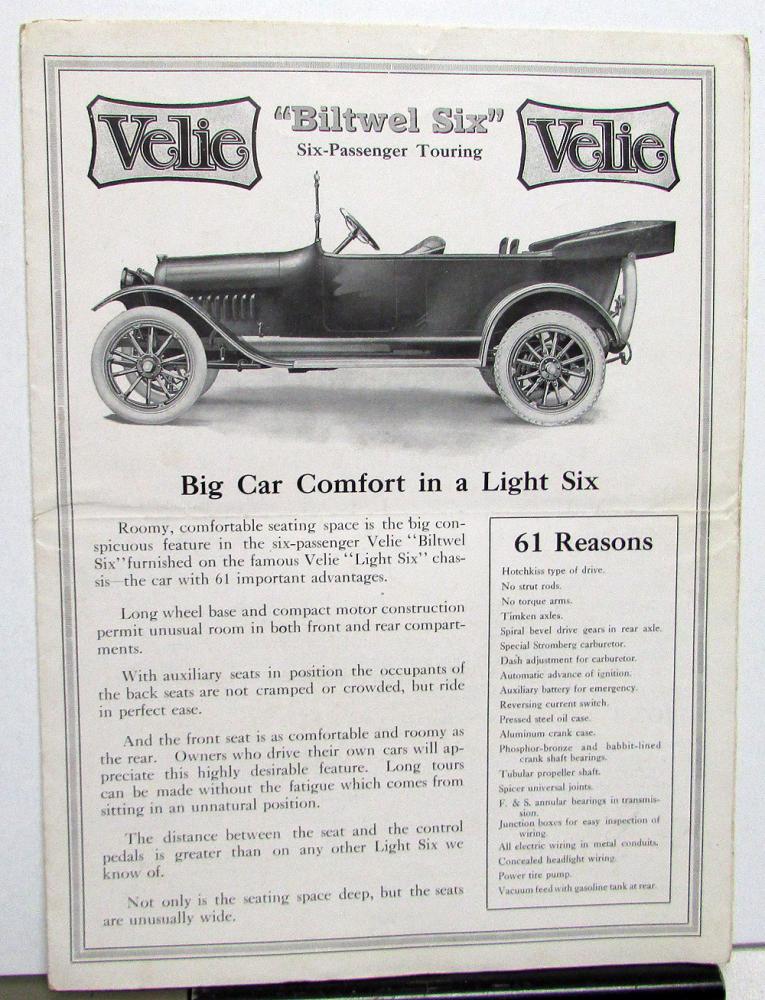 Velie
"Biltwel Six"
Six-Passenger Touring
Velie
Big Car Comfort in a Light Six
Roomy, comfortable seating space is the big con-
spicuous feature in the six-passenger Velie "Biltwel
Six" furnished on the famous Velie "Light Six" chas-
sis—the car with 61 important advantages.
Long wheel base and compact motor construction
permit unusual room in both front and rear compart-
ments.
With auxiliary seats in position the occupants of
the back seats are not cramped or crowded, but ride
in perfect ease.
And the front seat is as comfortable and roomy as
the rear. Owners who drive their own cars will ap-
preciate this highly desirable feature. Long tours
can be made without the fatigue which comes from
sitting in an unnatural position.
The distance between the seat and the control
pedals is greater than on any other Light Six we
know of.
Not only is the seating space deep, but the seats
are unusually wide.
61 Reasons
Hotchkiss type of drive.
No strut rods.
No torque arms.
Timken axles.
Spiral bevel drive gears in rear axle.
Special Stromberg carburetor.
Dash adjustment for carburetor.
Automatic advance of ignition.
Auxiliary battery for emergency.
Reversing current switch.
Pressed steel oil case.
Aluminum crank case.
Phosphor-bronze and babbit-lined
crank shaft bearings.
Tubular propeller shaft.
Spicer universal joints.
F. & S. annular bearings in transmis-
sion.
Junction boxes for easy inspection of
wiring.
All electric wiring in metal conduits.
Concealed headlight wiring.
Power tire pump.
Vacuum feed with gasoline tank at rear.